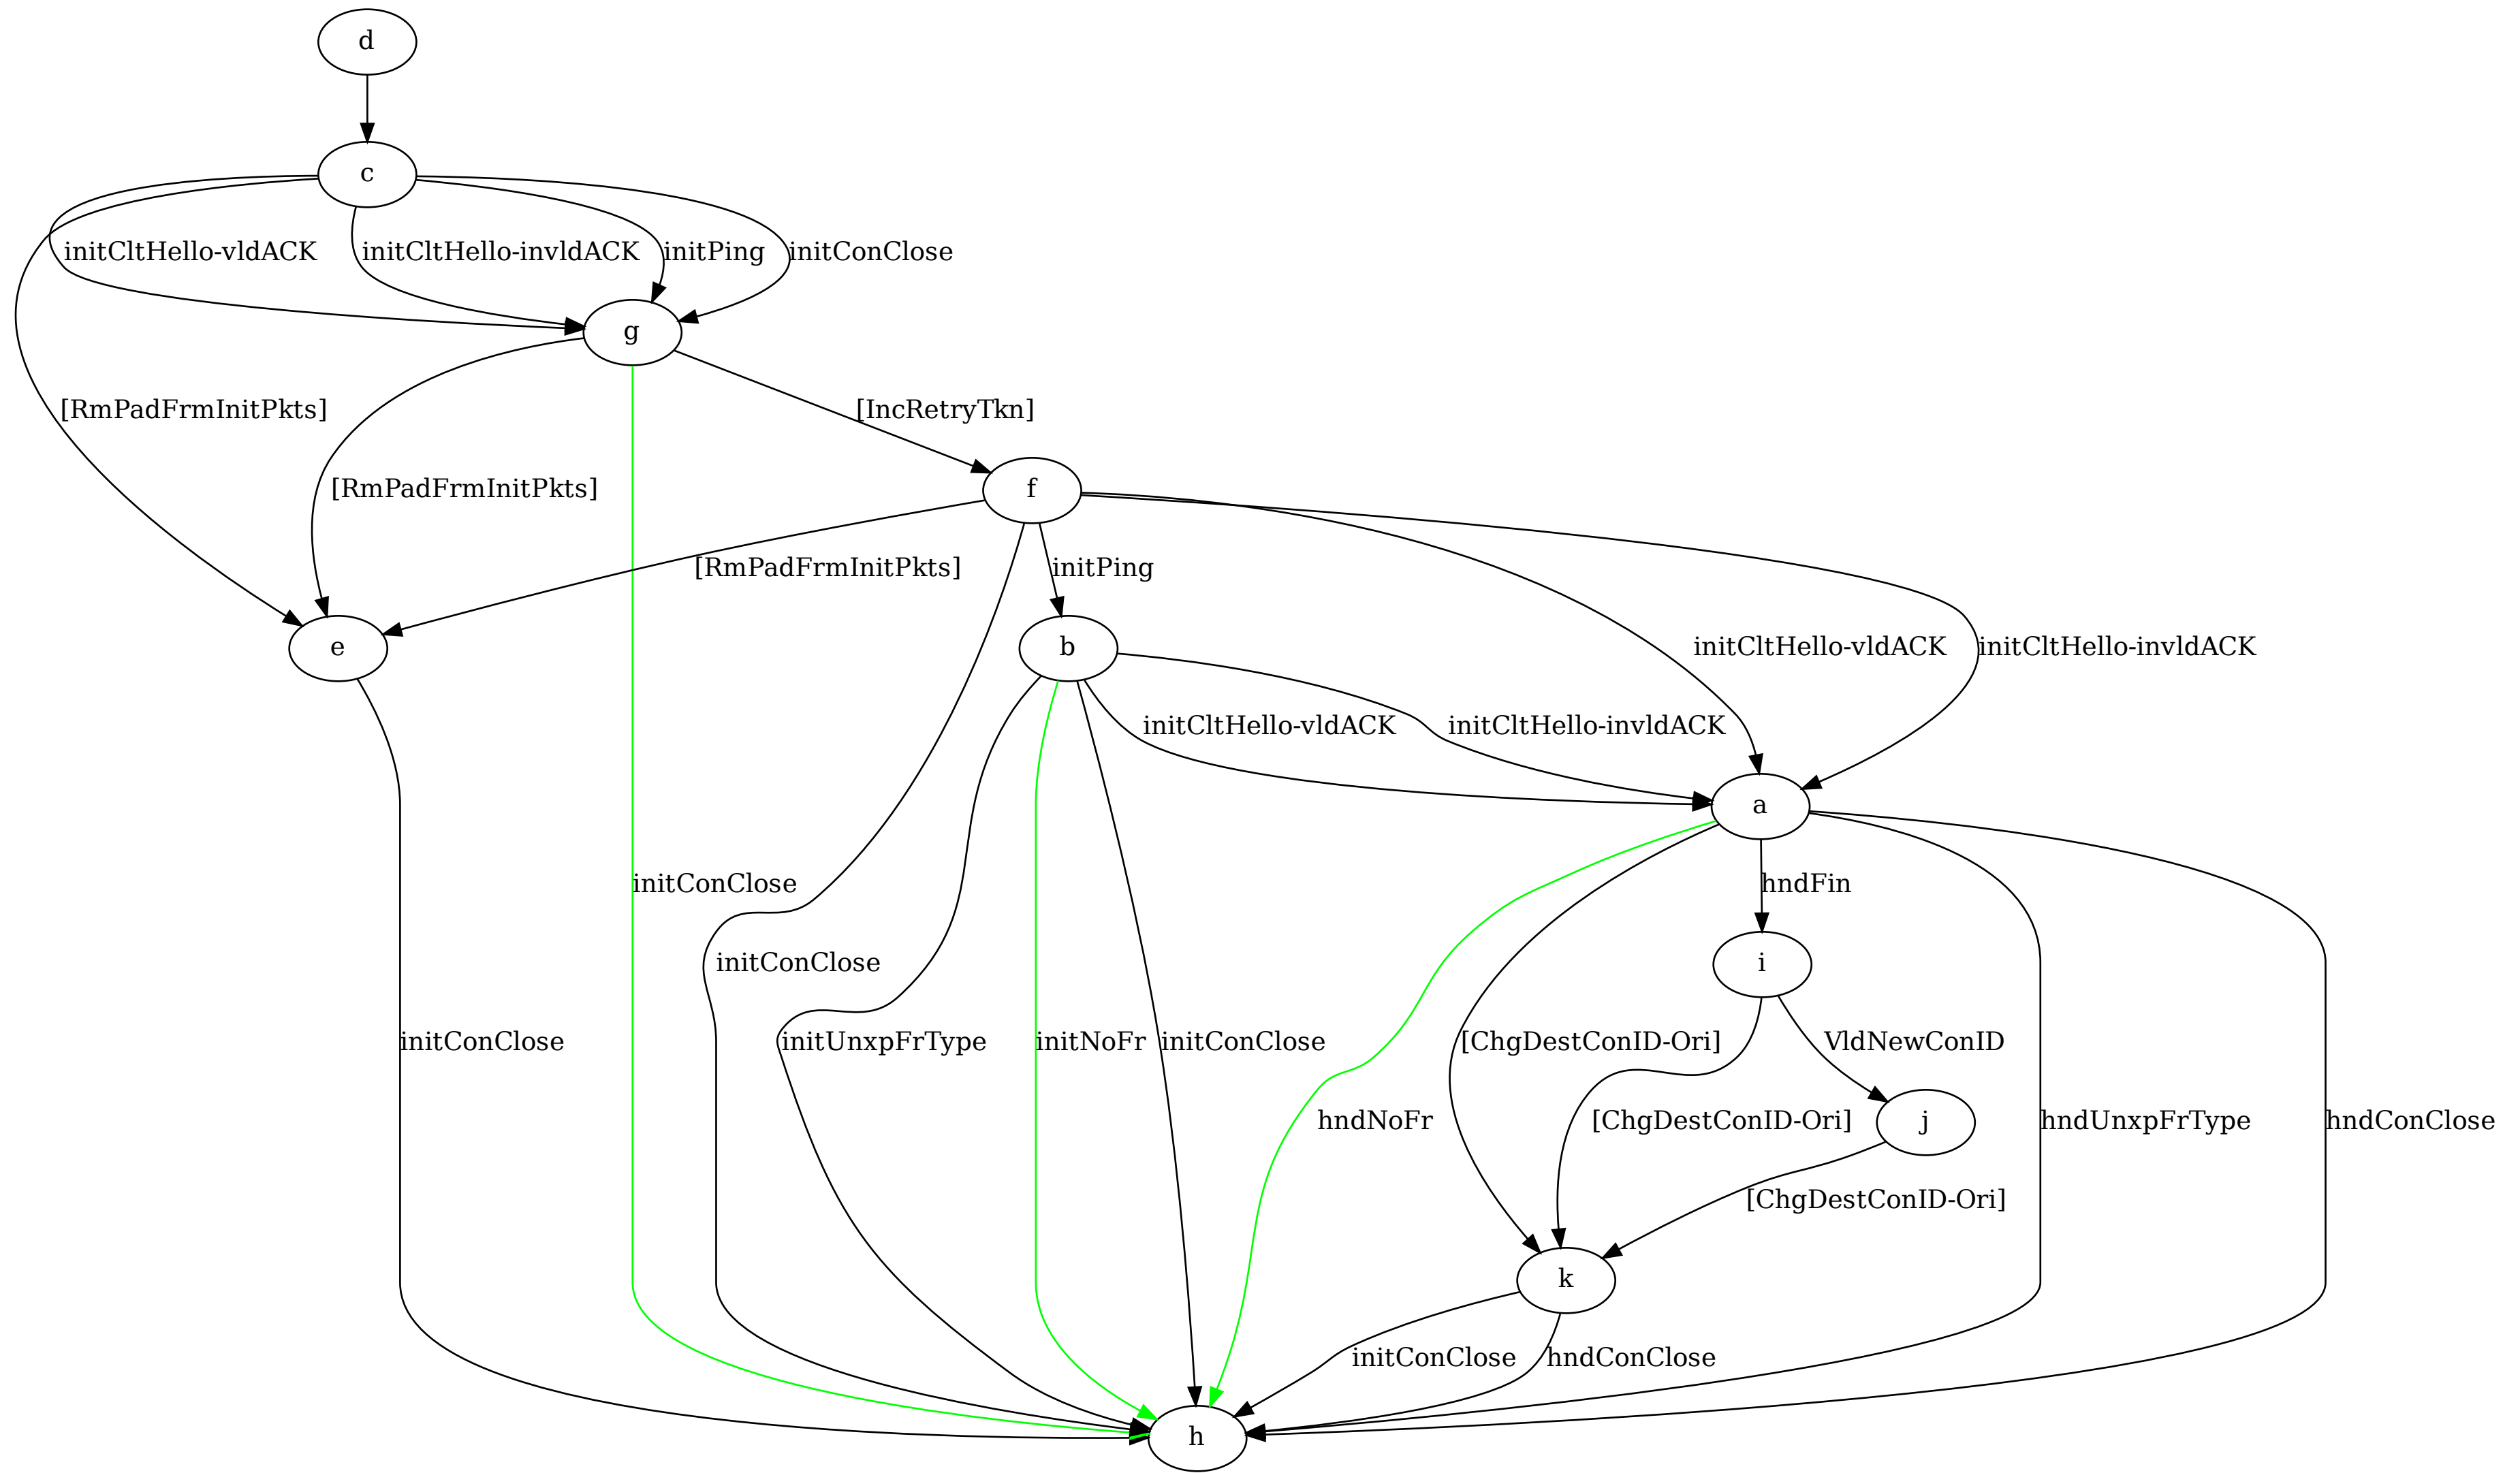 d
c
initCltHello-vldACK
initCltHello-invldACK
initPing
initConClose
g
[RmPadFrmInitPkts]
[IncRetryTkn]
[RmPadFrmInitPkts]
f
[RmPadFrmInitPkts]
initPing
e
b
initCltHello-vldACK
initCltHello-invldACK
initCltHello-vldACK
initCltHello-invldACK
a
initConClose
hndFin
initConClose
i
initConClose
initUnxpFrType
initNoFr
initConClose
[ChgDestConID-Ori]
VldNewConID
hndNoFr
[ChgDestConID-Ori]
j
hndUnxpFrType
hndConClose
[ChgDestConID-Ori]
k
initConClose
hndConClose
h